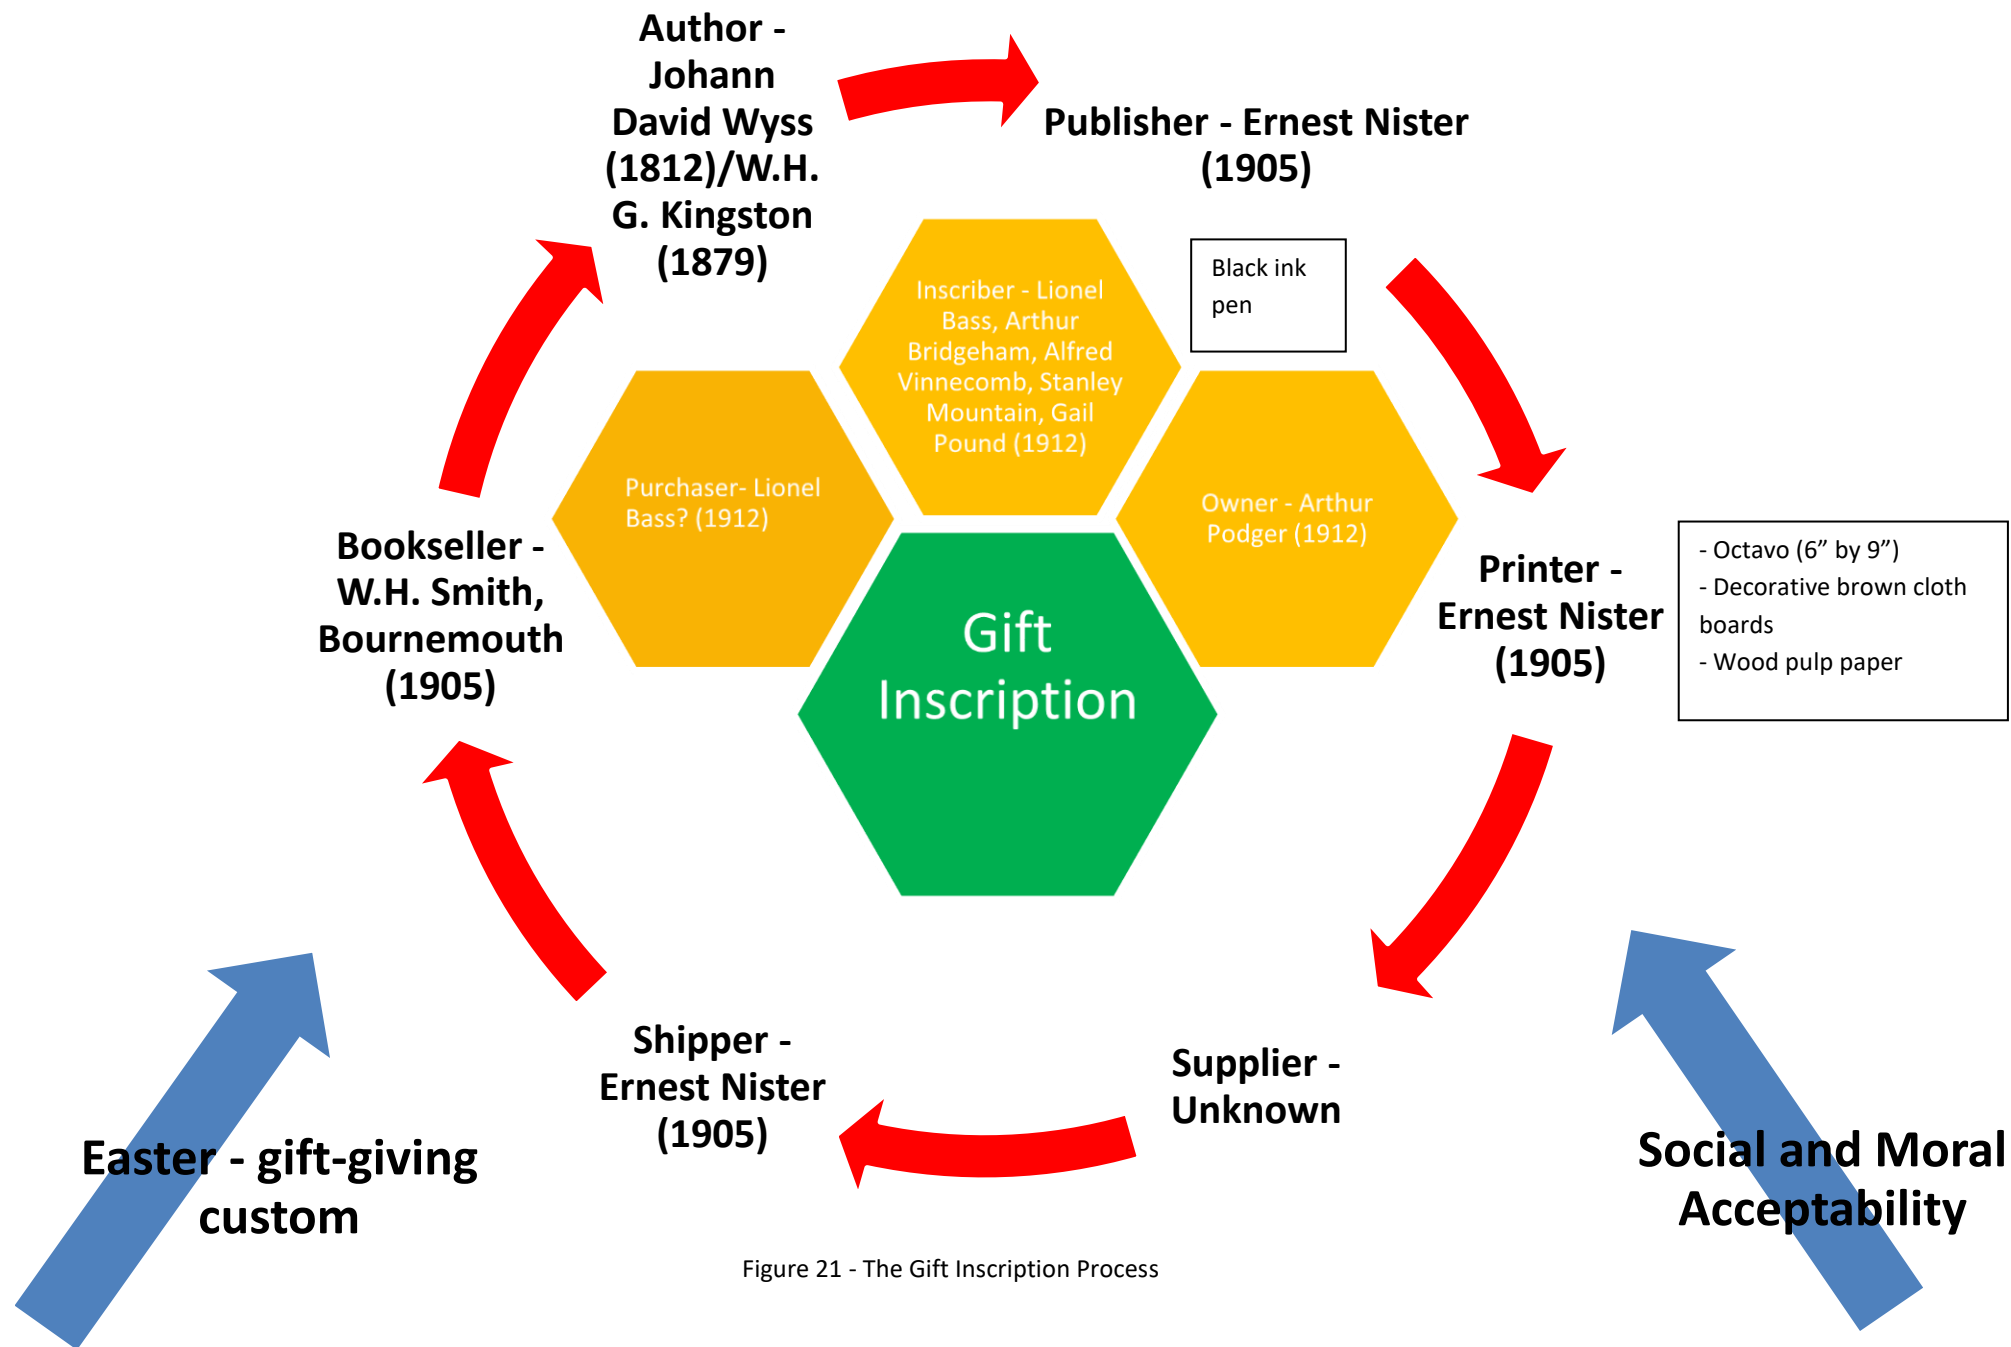 Author -
Johann
David Wyss
(1812)/W.H.
G. Kingston
(1879)
Publisher - Ernest Nister
(1905)
Black ink
pen
Inscriber - Lionel
Bass, Arthur
Bridgeham, Alfred
Vinnecomb, Stanley
Mountain, Gail
Pound (1912)
Purchaser- Lionel
Bass? (1912)
Owner - Arthur
Podger (1912)
Gift
Inscription
Bookseller -
W.H. Smith,
Bournemouth
(1905)
Printer -
Ernest Nister
(1905)
- Octavo (6” by 9”)
- Decorative brown cloth
boards
- Wood pulp paper
Shipper -
Ernest Nister
(1905)
Supplier -
Unknown
Easter - gift-giving
custom
Social and Moral
Acceptability
Figure 21 - The Gift Inscription Process